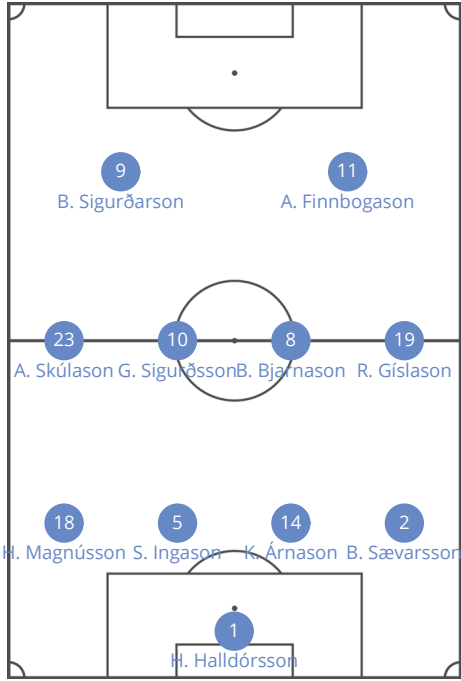 9 11
B. Sigurðarson A. Finnbogason
23 10 8 19
A. Skúlason G. Sigurðsson B. Bjarnason R. Gíslason
18 5 14 2
H. Magnússon S. Ingason K. Árnason B. Sævarsson
1
H. Halldórsson